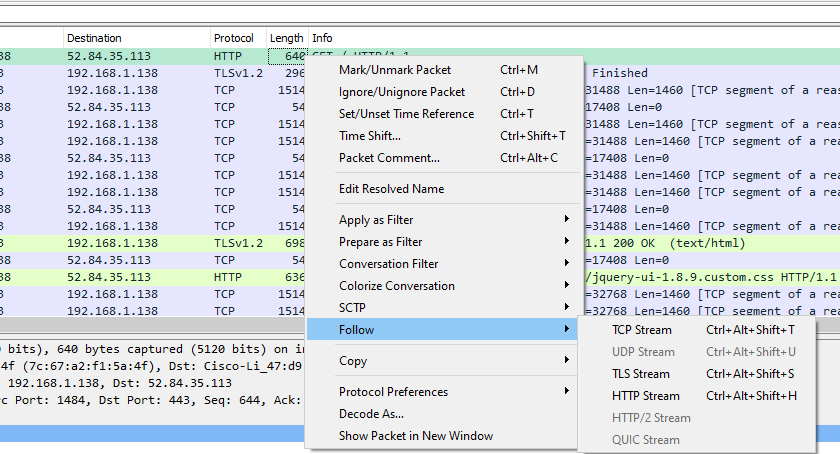 Destination Protocol Length Info
38 52.84.35.113 HTTP 640 GET / HTTP/1.1
3 192.168.1.138 TLSv1.2 296 Finished
3 192.168.1.138 TCP 1514 =31488 Len=1460 [TCP segment of a rea
38 52.84.35.113 TCP 54 =17408 Len=0
3 192.168.1.138 TCP 1514 =31488 Len=1460 [TCP segment of a rea
3 192.168.1.138 TCP 1514 =31488 Len=1460 [TCP segment of a rea
38 52.84.35.113 TCP 54 =17408 Len=0
3 192.168.1.138 TCP 1514 =31488 Len=1460 [TCP segment of a rea
3 192.168.1.138 TCP 1514 =31488 Len=1460 [TCP segment of a rea
38 52.84.35.113 TCP 54 =17408 Len=0
3 192.168.1.138 TCP 1514 =31488 Len=1460 [TCP segment of a rea
3 192.168.1.138 TLSv1.2 698 1.1 200 OK (text/html)
38 52.84.35.113 TCP 54 =17408 Len=0
38 52.84.35.113 HTTP 636 /jquery-ui-1.8.9.custom.css HTTP/1.1
3 192.168.1.138 TCP 1514 =32768 Len=1460 [TCP segment of a rea
3 192.168.1.138 TCP 1514 =32768 Len=1460 [TCP segment of a rea
Mark/Unmark Packet Ctrl+M
Ignore/Unignore Packet Ctrl+D
Set/Unset Time Reference Ctrl+T
Time Shift... Ctrl+Shift+T
Packet Comment... Ctrl+Alt+C
Edit Resolved Name
Apply as Filter
Prepare as Filter
Conversation Filter
Colorize Conversation
SCTP
Follow
Copy
Protocol Preferences
Decode As...
Show Packet in New Window
TCP Stream Ctrl+Alt+Shift+T
UDP Stream Ctrl+Alt+Shift+U
TLS Stream Ctrl+Alt+Shift+S
HTTP Stream Ctrl+Alt+Shift+H
HTTP/2 Stream
QUIC Stream
bits), 640 bytes captured (5120 bits) on in
4f (7c:67:a2:f1:5a:4f), Dst: Cisco-Li_47:d9
192.168.1.138, Dst: 52.84.35.113
rc Port: 1484, Dst Port: 443, Seq: 644, Ack: